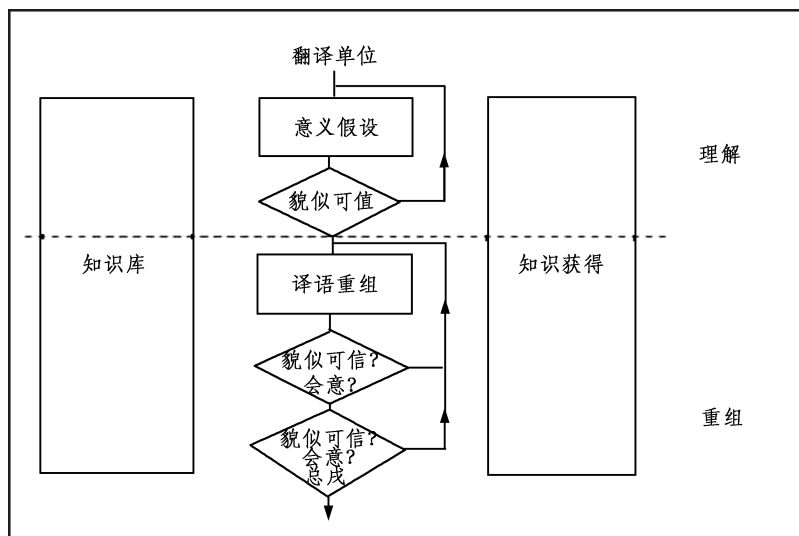 翻译单位
意义假设
理解
貌似可值
知识库
知识获得
译语重组
貌似可信?
会意?
重组
貌似可信?
会意?
总戌